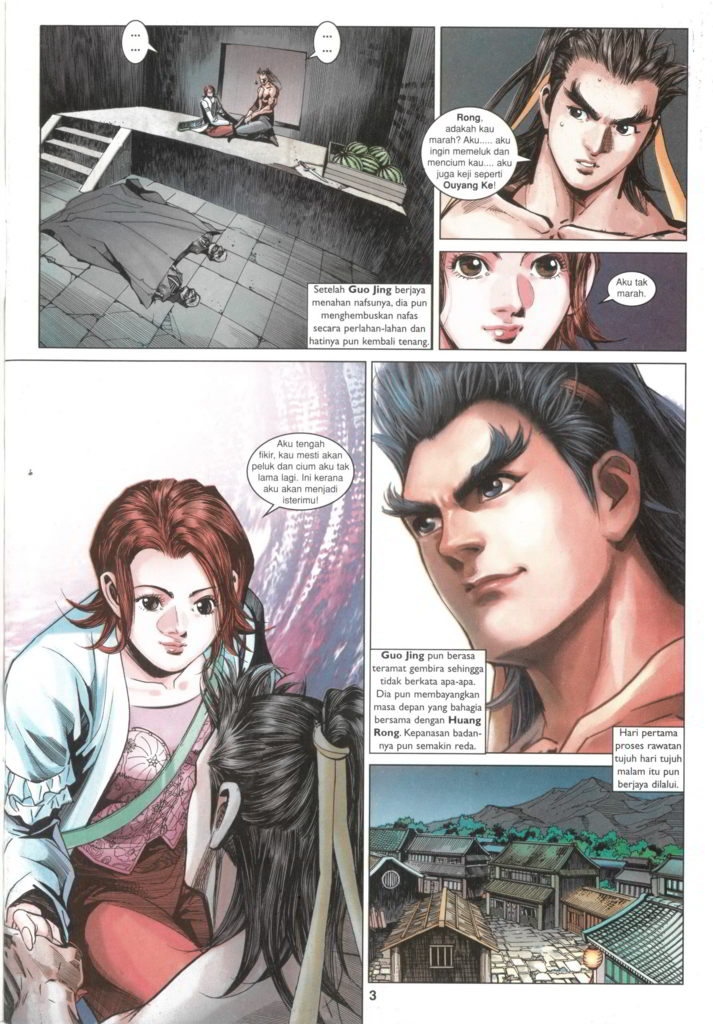 ... ...
... ...
Setelah Guo Jing berjaya
menahan nafsunya, dia pun
menghembuskan nafas
secara perlahan-lahan dan
hatinya pun kembali tenang.
Rong,
adakah kau
marah? Aku..... aku
ingin memeluk dan
mencium kau.... aku
juga keji seperti
Ouyang Ke!
Aku tak
marah.
Aku tengah
fikir, kau mesti akan
peluk dan cium aku tak
lama lagi. Ini kerana
aku akan menjadi
isterimu!
Guo Jing pun berasa
teramat gembira sehingga
tidak berkata apa-apa.
Dia pun membayangkan
masa depan yang bahagia
bersama dengan Huang
Rong. Kepanasan badan-
nya pun semakin reda.
Hari pertama
proses rawatan
tujuh hari tujuh
malam itu pun
berjaya dilalui.
3